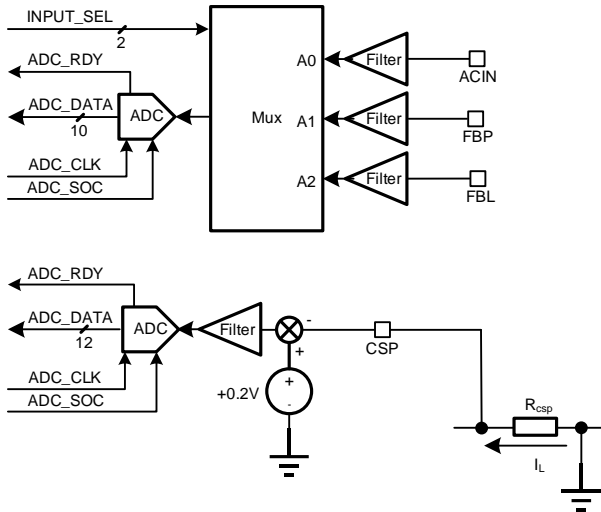 INPUT_SEL
2
ADC_RDY
ADC_DATA
10
ADC
ADC_CLK
ADC_SOC
Mux
A0
Filter
ACIN
A1
Filter
FBP
A2
Filter
FBL
ADC_RDY
ADC_DATA
12
ADC
ADC_CLK
ADC_SOC
Filter
-
+
CSP
+0.2V
+
-
Rcsp
IL